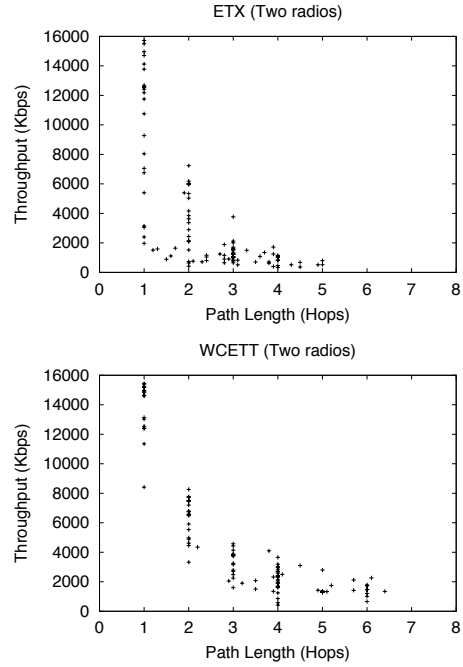 ETX (Two radios)
16000
14000
12000
10000
8000
6000
4000
2000
0
Throughput (Kbps)
0 1 2 3 4 5 6 7 8
Path Length (Hops)
WCETT (Two radios)
16000
14000
12000
10000
8000
6000
4000
2000
0
Throughput (Kbps)
0 1 2 3 4 5 6 7 8
Path Length (Hops)